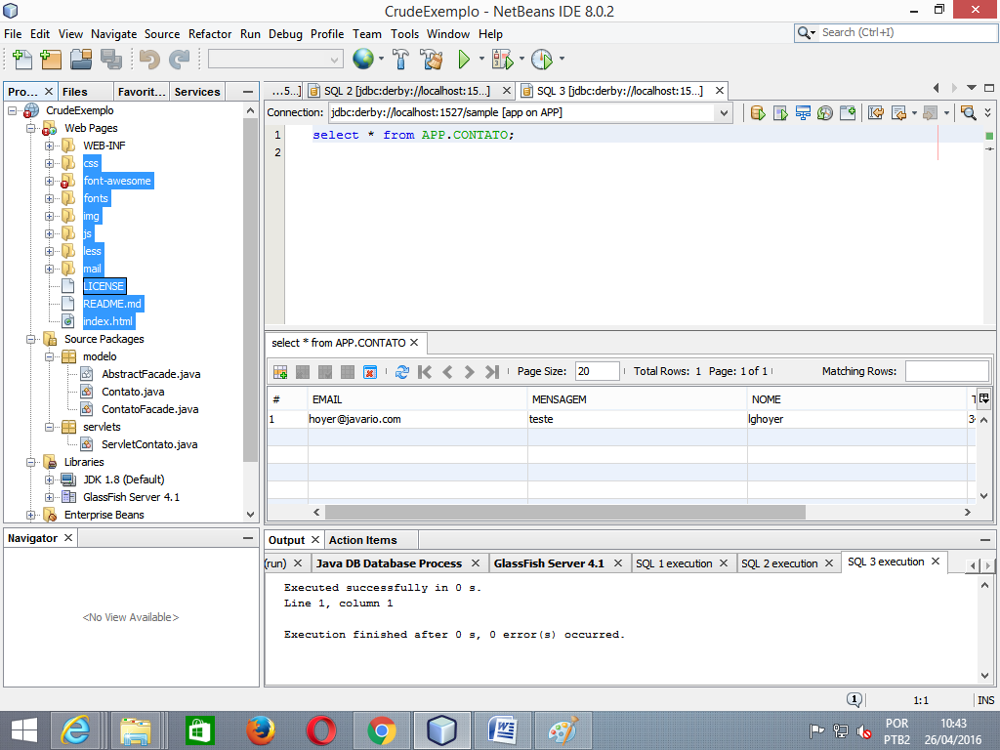 CrudeExemplo - NetBeans IDE 8.0.2
File Edit View Navigate Source Refactor Run Debug Profile Team Tools Window Help
Search (Ctrl+I)
Pro... Files Favorit... Services
...5...] SQL 2 [jdbc:derby://localhost:15...] SQL 3 [jdbc:derby://localhost:15...]
Connection: jdbc:derby://localhost:1527/sample [app on APP]
1 select * from APP.CONTATO;
2
CrudeExemplo
Web Pages
WEB-INF
css
font-awesome
fonts
img
js
less
mail
LICENSE
README.md
index.html
Source Packages
modelo
AbstractFacade.java
Contato.java
ContatoFacade.java
servlets
ServletContato.java
Libraries
JDK 1.8 (Default)
GlassFish Server 4.1
Enterprise Beans
select * from APP.CONTATO
Page Size: 20 Total Rows: 1 Page: 1 of 1 Matching Rows:
# EMAIL MENSAGEM NOME
1 hoyer@javario.com teste lghoyer
Navigator
<No View Available>
Output Action Items
(run) Java DB Database Process GlassFish Server 4.1 SQL 1 execution SQL 2 execution SQL 3 execution
Executed successfully in 0 s.
Line 1, column 1
Execution finished after 0 s, 0 error(s) occurred.
1 1:1 INS
POR 10:43
PTB2 26/04/2016